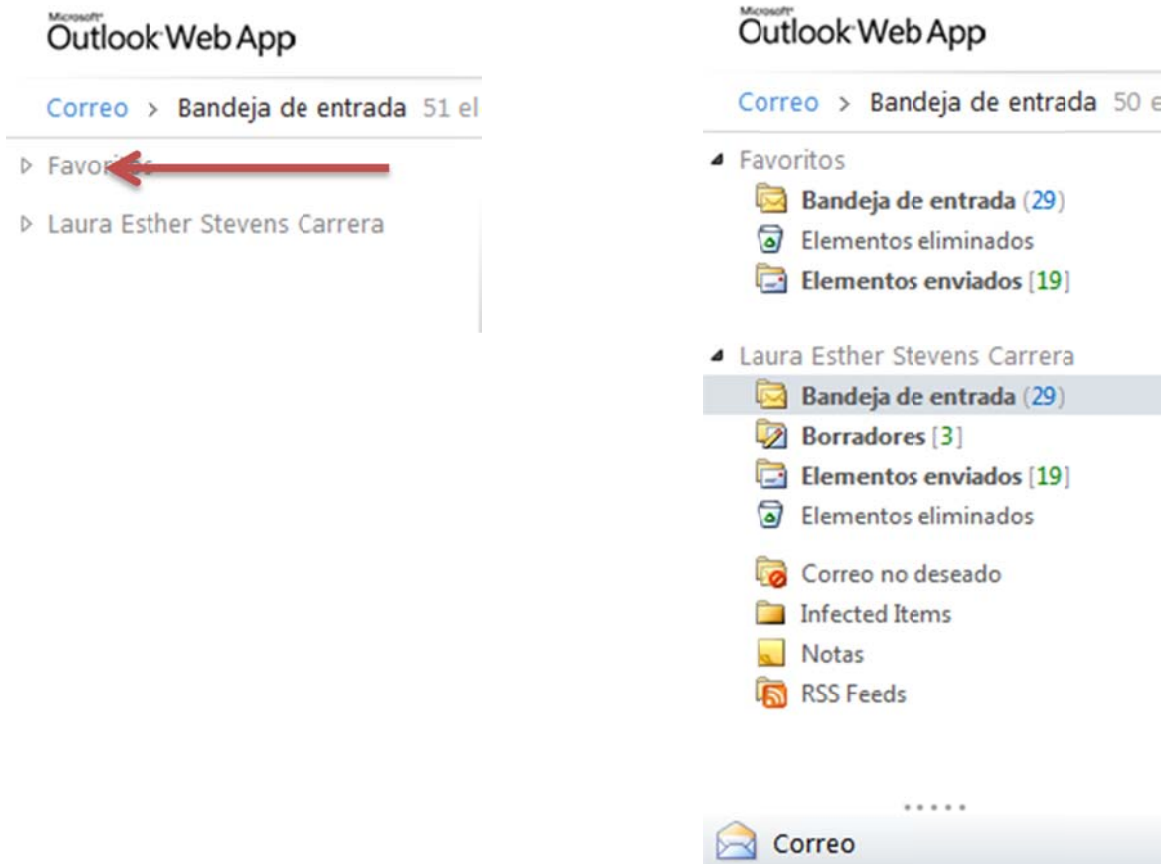 Microsoft®
Outlook Web App
Correo > Bandeja de entrada 51 el
Favoritos
Laura Esther Stevens Carrera
Microsoft®
Outlook Web App
Correo > Bandeja de entrada 50 e
Favoritos
Bandeja de entrada (29)
Elementos eliminados
Elementos enviados [19]
Laura Esther Stevens Carrera
Bandeja de entrada (29)
Borradores [3]
Elementos enviados [19]
Elementos eliminados
Correo no deseado
Infected Items
Notas
RSS Feeds
Correo